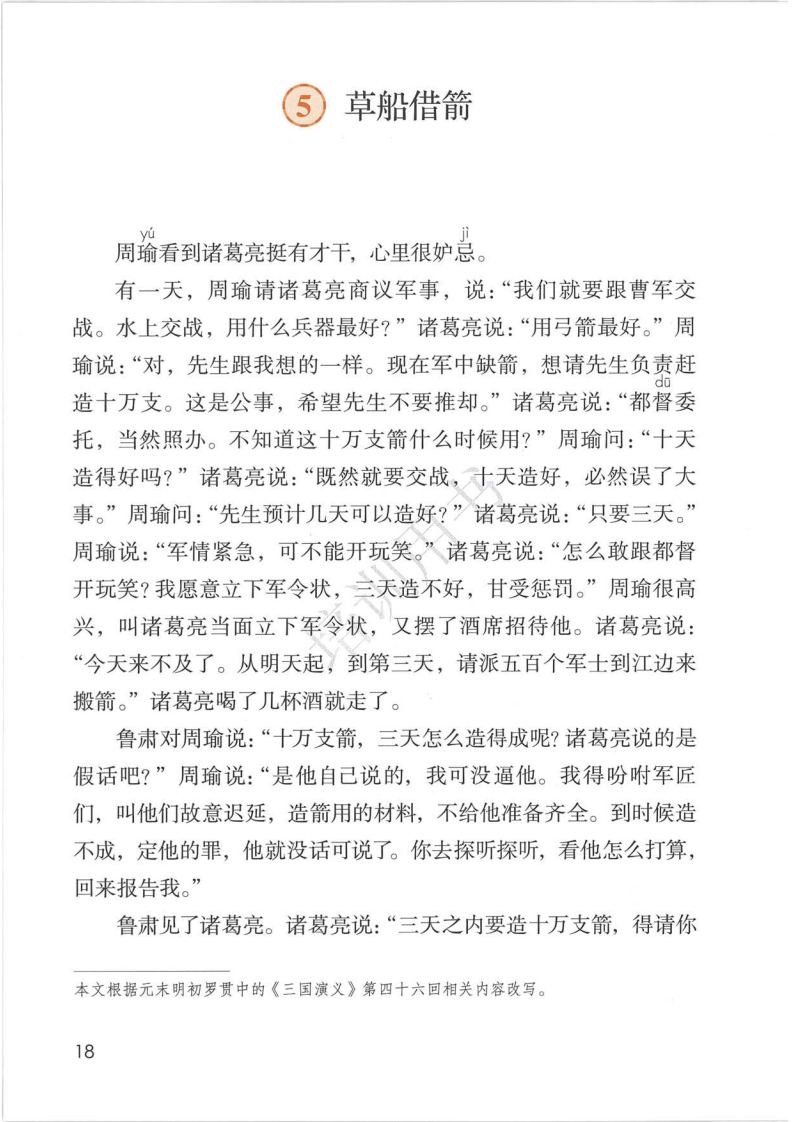 5 草船借箭
yú jì
周瑜看到诸葛亮挺有才干，心里很妒忌。
有一天，周瑜请诸葛亮商议军事，说：“我们就要跟曹军交
战。水上交战，用什么兵器最好？”诸葛亮说：“用弓箭最好。”周
瑜说：“对，先生跟我想的一样。现在军中缺箭，想请先生负责赶
dū
造十万支。这是公事，希望先生不要推却。”诸葛亮说：“都督委
托，当然照办。不知道这十万支箭什么时候用？”周瑜问：“十天
造得好吗？”诸葛亮说：“既然就要交战，十天造好，必然误了大
事。”周瑜问：“先生预计几天可以造好？”诸葛亮说：“只要三天。”
周瑜说：“军情紧急，可不能开玩笑。”诸葛亮说：“怎么敢跟都督
开玩笑？我愿意立下军令状，三天造不好，甘受惩罚。”周瑜很高
兴，叫诸葛亮当面立下军令状，又摆了酒席招待他。诸葛亮说：
“今天来不及了。从明天起，到第三天，请派五百个军士到江边来
搬箭。”诸葛亮喝了几杯酒就走了。
鲁肃对周瑜说：“十万支箭，三天怎么造得成呢？诸葛亮说的是
假话吧？”周瑜说：“是他自己说的，我可没逼他。我得吩咐军匠
们，叫他们故意迟延，造箭用的材料，不给他准备齐全。到时候造
不成，定他的罪，他就没话可说了。你去探听探听，看他怎么打算，
回来报告我。”
鲁肃见了诸葛亮。诸葛亮说：“三天之内要造十万支箭，得请你
本文根据元末明初罗贯中的《三国演义》第四十六回相关内容改写。
18
培训用书